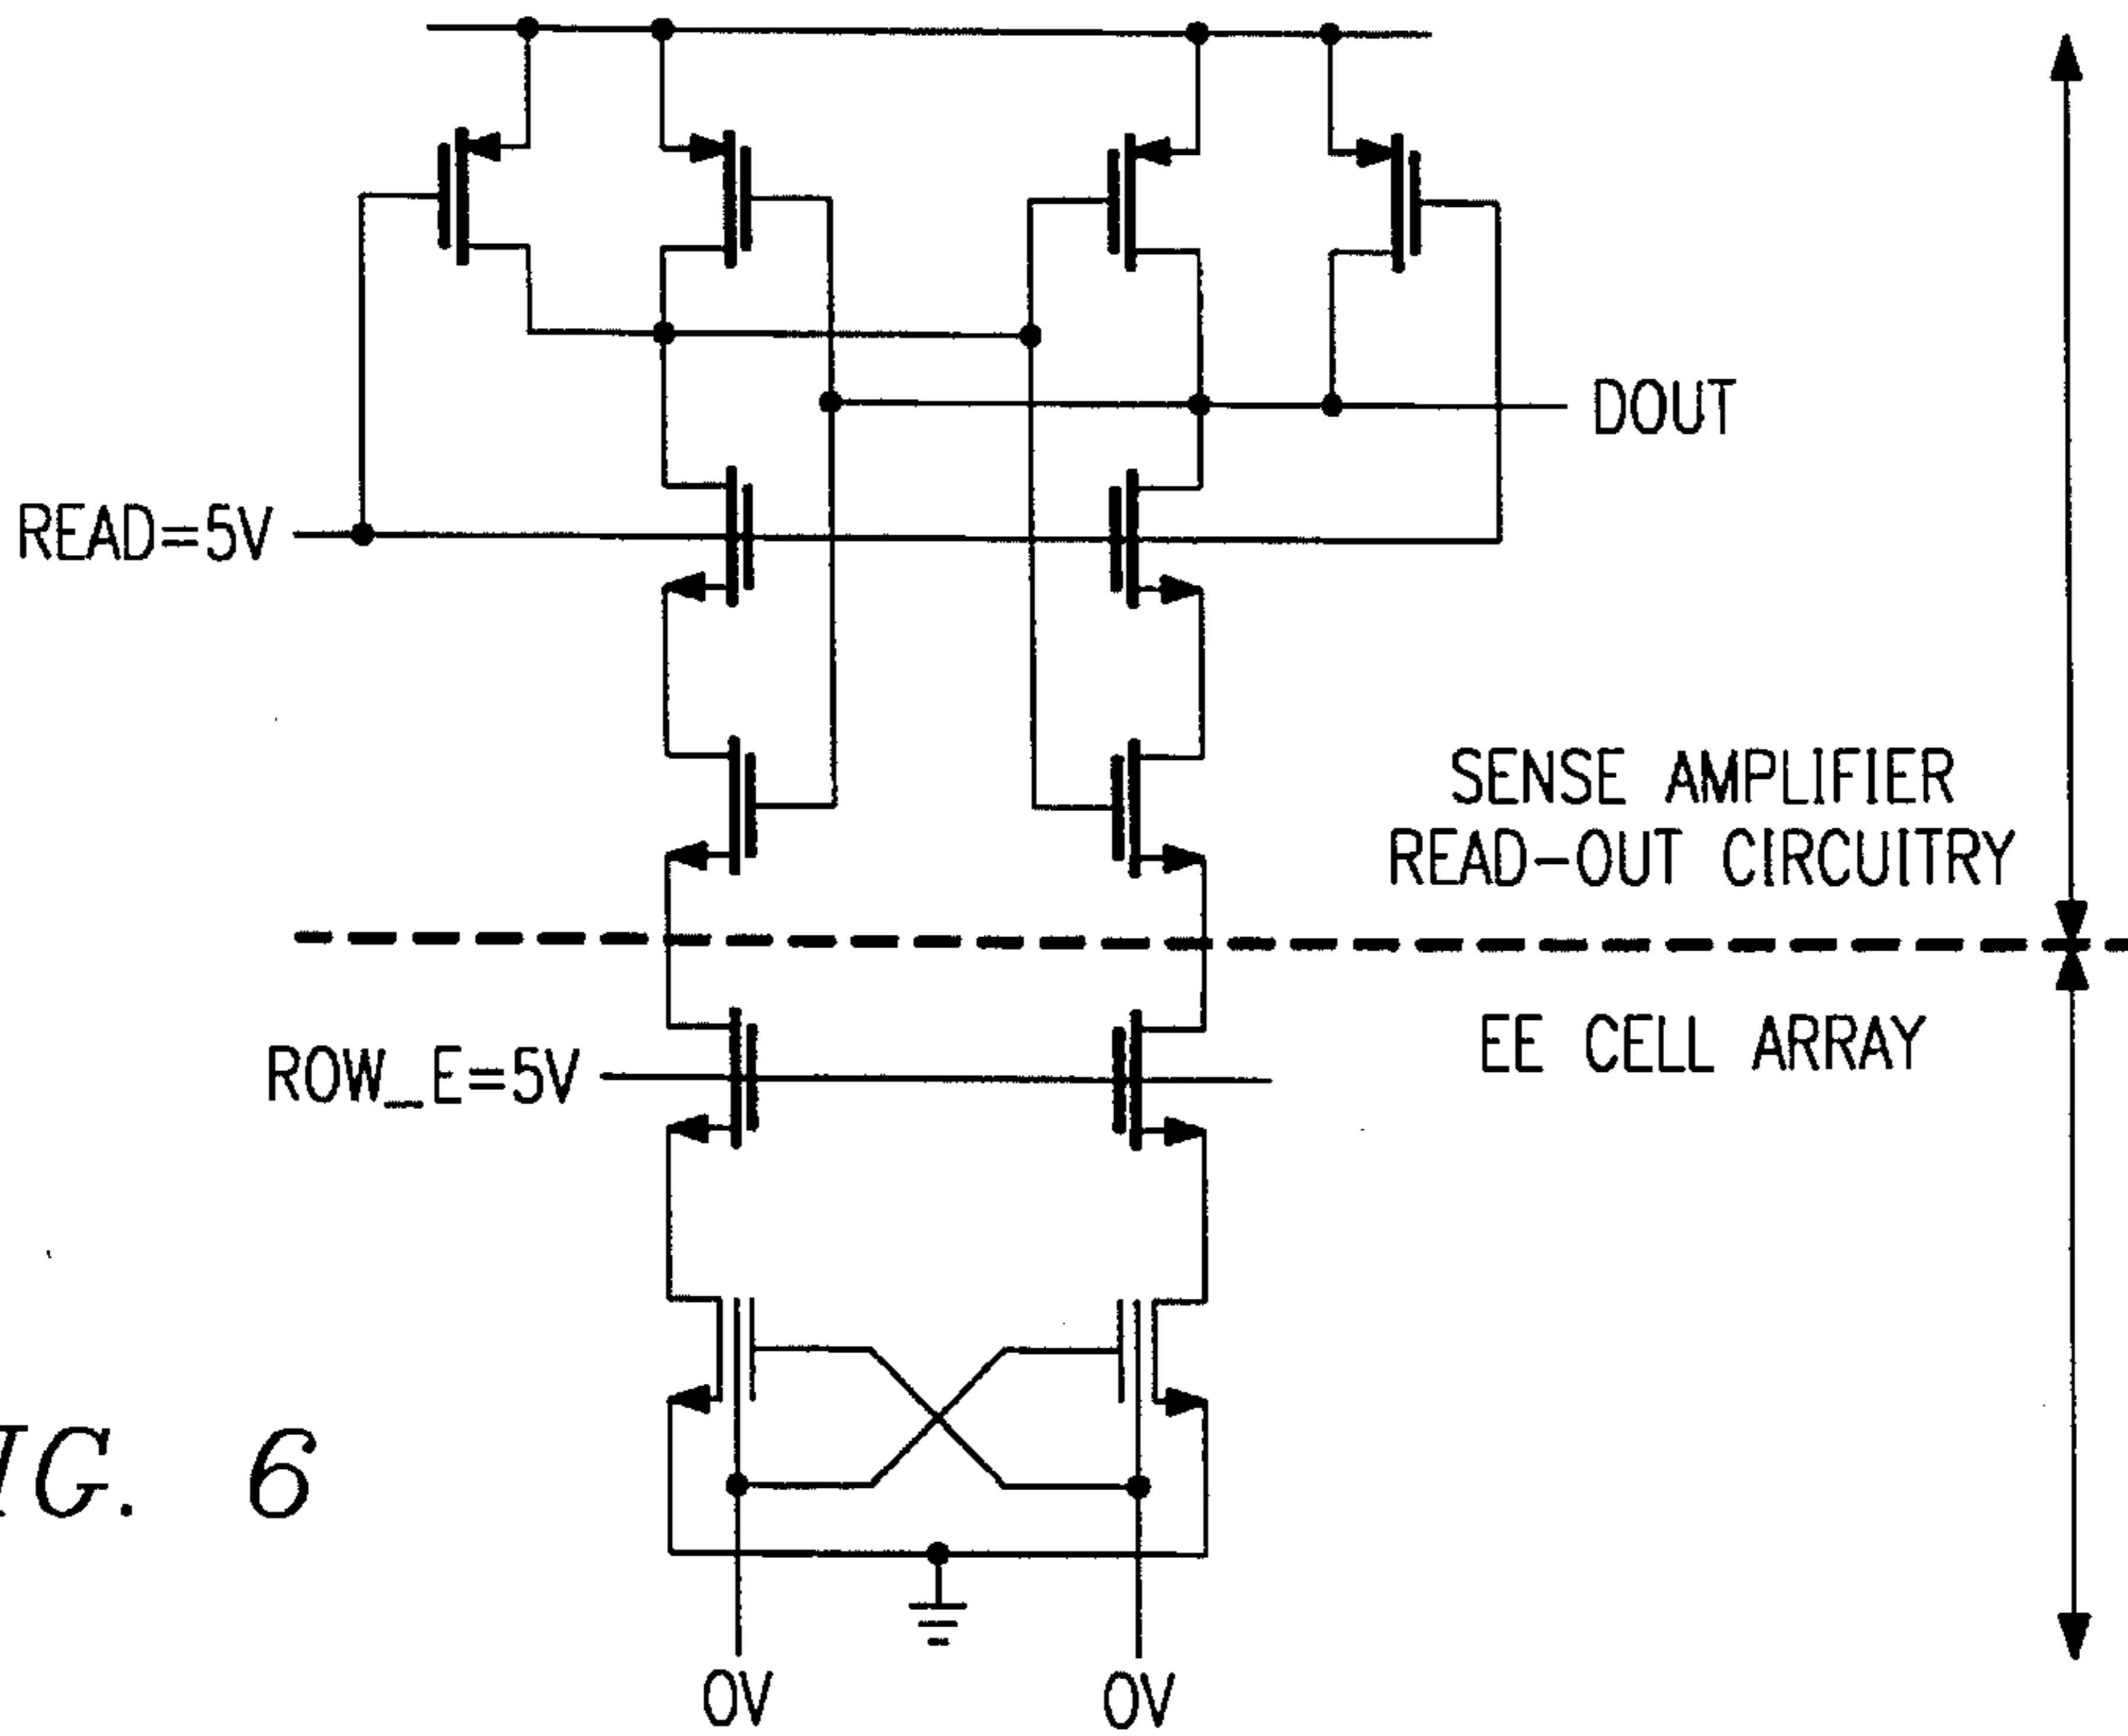 DOUT
READ=5V
SENSE AMPLIFIER
READ-OUT CIRCUITRY
EE CELL ARRAY
ROW_E=5V
IG. 6
0V 0V